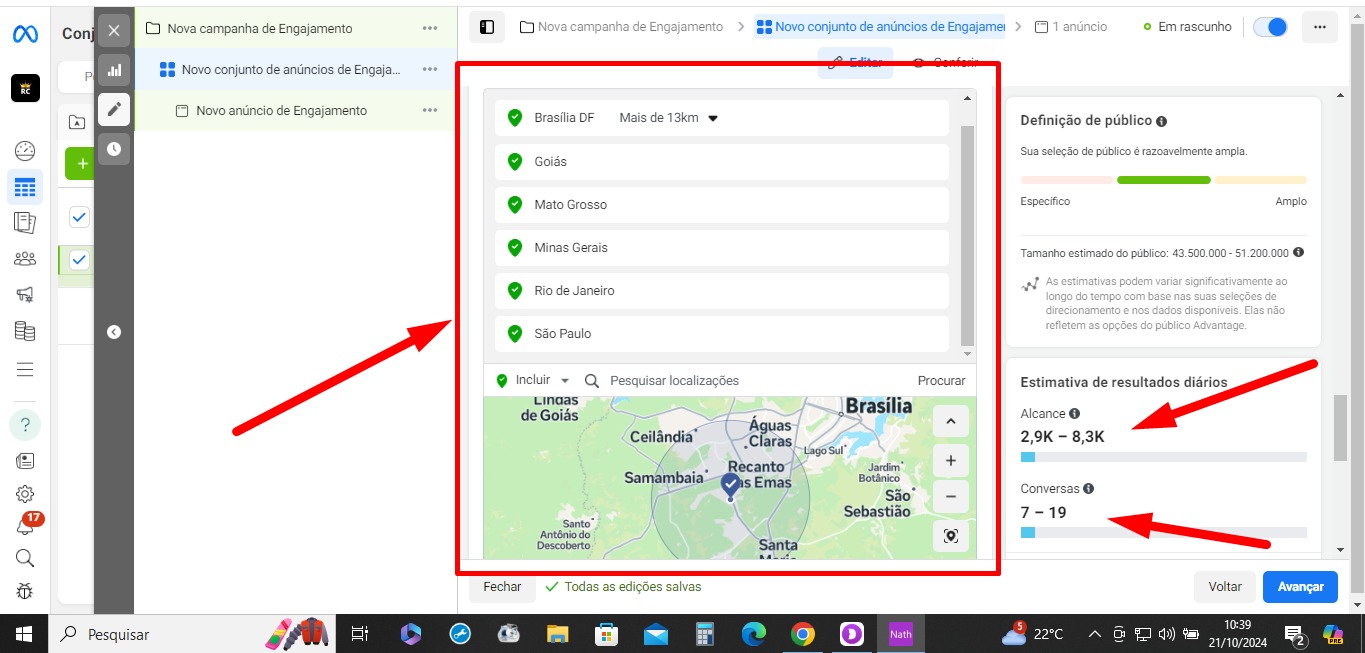 Conj
Nova campanha de Engajamento
Novo conjunto de anúncios de Engaja...
Novo anúncio de Engajamento
Nova campanha de Engajamento
Novo conjunto de anúncios de Engajamen
1 anúncio
Em rascunho
Editar
Conferir
Brasília DF Mais de 13km
Goiás
Mato Grosso
Minas Gerais
Rio de Janeiro
São Paulo
Incluir
Pesquisar localizações
Procurar
Lindas
de Goiás
Brasília
Ceilândia
Águas
Claras
Lago Sul
Samambaia
Recanto
das Emas
Jardim
Botânico
São
Sebastião
Santo
Antônio do
Descoberto
Santa
Maria
Fechar
Todas as edições salvas
Definição de público
Sua seleção de público é razoavelmente ampla.
Específico
Amplo
Tamanho estimado do público: 43.500.000 - 51.200.000
As estimativas podem variar significativamente ao
longo do tempo com base nas suas seleções de
direcionamento e nos dados disponíveis. Elas não
refletem as opções do público Advantage.
Estimativa de resultados diários
Alcance
2,9K – 8,3K
Conversas
7 – 19
Voltar
Avançar
RC
17
Pesquisar
Nath
5
22°C
10:39
21/10/2024
2
PRE